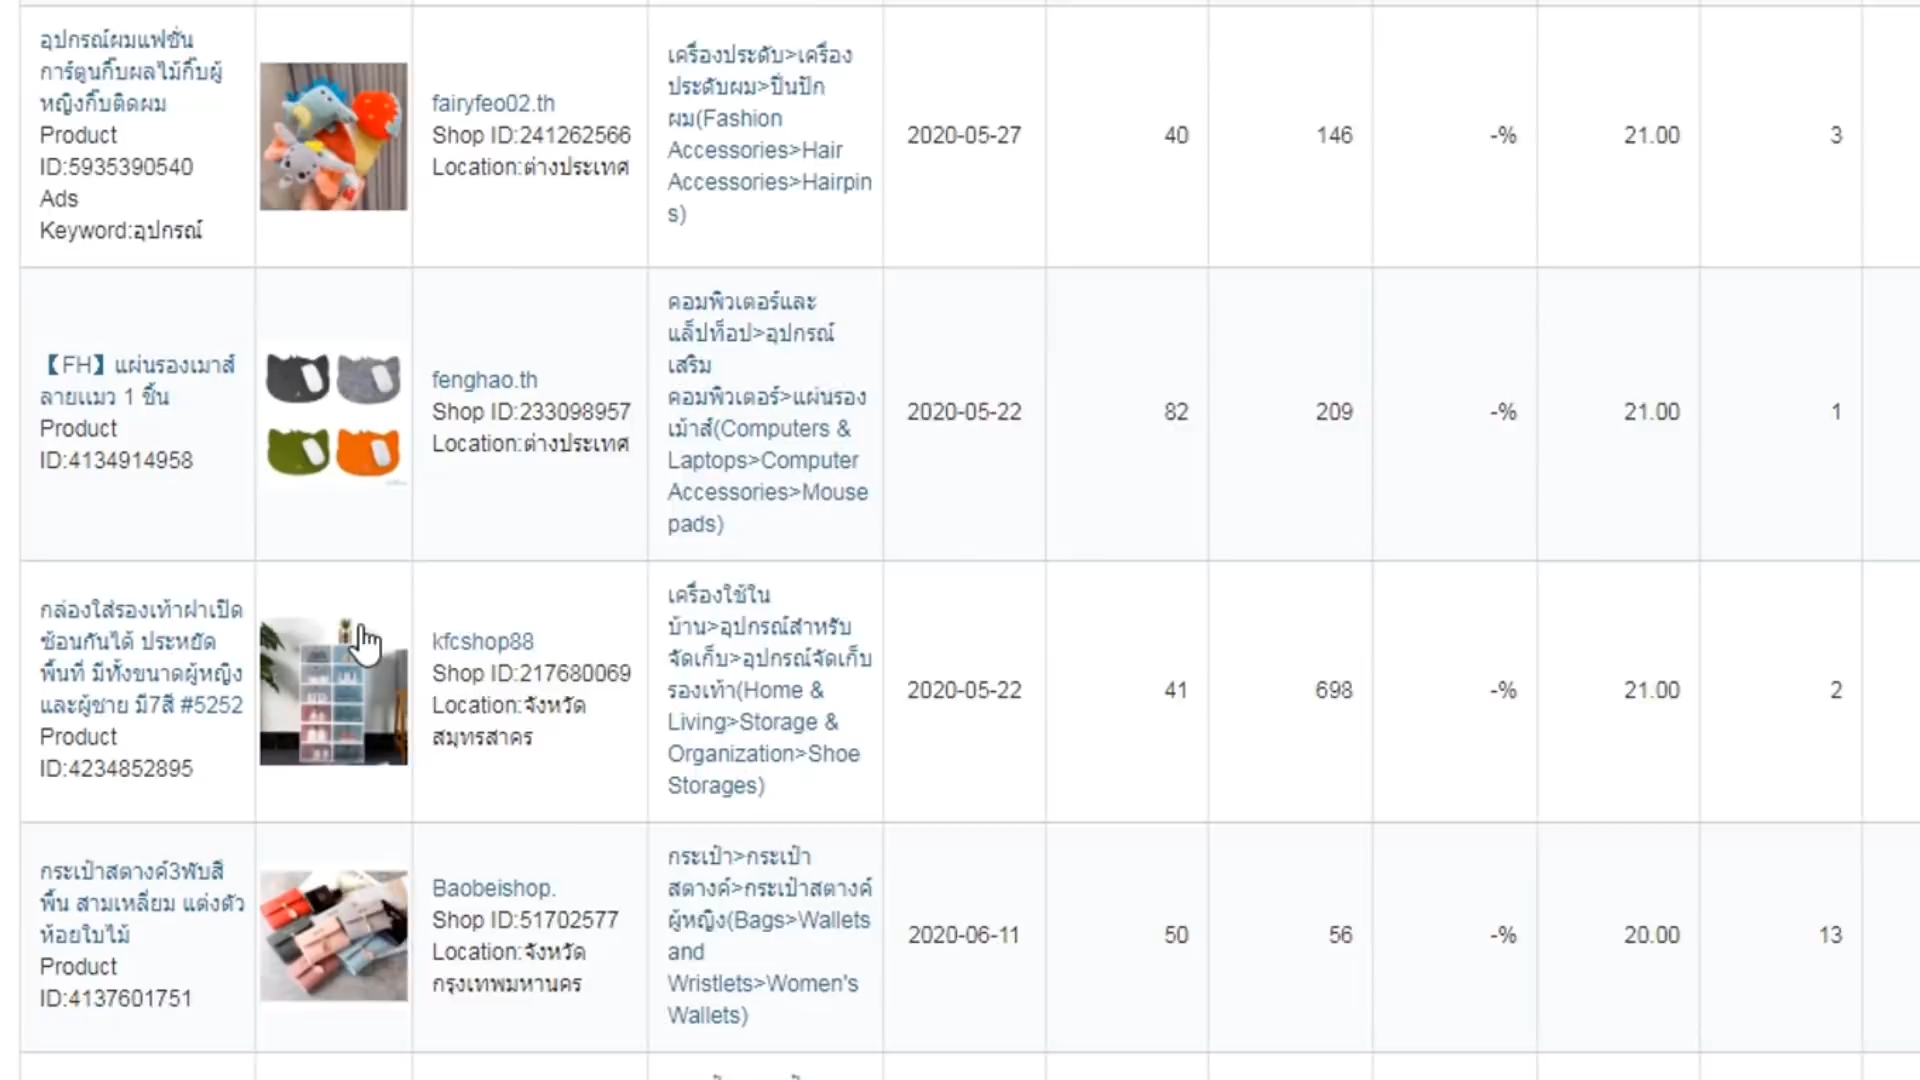 อุปกรณ์ผมแฟชั่น
การ์ตูนกิ๊บผลไม้กิ๊บผู้
หญิงกิ๊บติดผม
Product
ID:5935390540
Ads
Keyword:อุปกรณ์
fairyfeo02.th
Shop ID:241262566
Location:ต่างประเทศ
เครื่องประดับ>เครื่อง
ประดับผม>ปิ่นปัก
ผม(Fashion
Accessories>Hair
Accessories>Hairpin
s)
2020-05-27
40
146
-%
21.00
3
【FH】แผ่นรองเมาส์
ลายแมว 1 ชิ้น
Product
ID:4134914958
fenghao.th
Shop ID:233098957
Location:ต่างประเทศ
คอมพิวเตอร์และ
แล็ปท็อป>อุปกรณ์
เสริม
คอมพิวเตอร์>แผ่นรอง
เม้าส์(Computers &
Laptops>Computer
Accessories>Mouse
pads)
2020-05-22
82
209
-%
21.00
1
กล่องใส่รองเท้าฝาเปิด
ซ้อนกันได้ ประหยัด
พื้นที่ มีทั้งขนาดผู้หญิง
และผู้ชาย มี7สี #5252
Product
ID:4234852895
kfcshop88
Shop ID:217680069
Location:จังหวัด
สมุทรสาคร
เครื่องใช้ใน
บ้าน>อุปกรณ์สำหรับ
จัดเก็บ>อุปกรณ์จัดเก็บ
รองเท้า(Home &
Living>Storage &
Organization>Shoe
Storages)
2020-05-22
41
698
-%
21.00
2
กระเป๋าสตางค์3พับสี
พื้น สามเหลี่ยม แต่งตัว
ห้อยใบไม้
Product
ID:4137601751
Baobeishop.
Shop ID:51702577
Location:จังหวัด
กรุงเทพมหานคร
กระเป๋า>กระเป๋า
สตางค์>กระเป๋าสตางค์
ผู้หญิง(Bags>Wallets
and
Wristlets>Women's
Wallets)
2020-06-11
50
56
-%
20.00
13